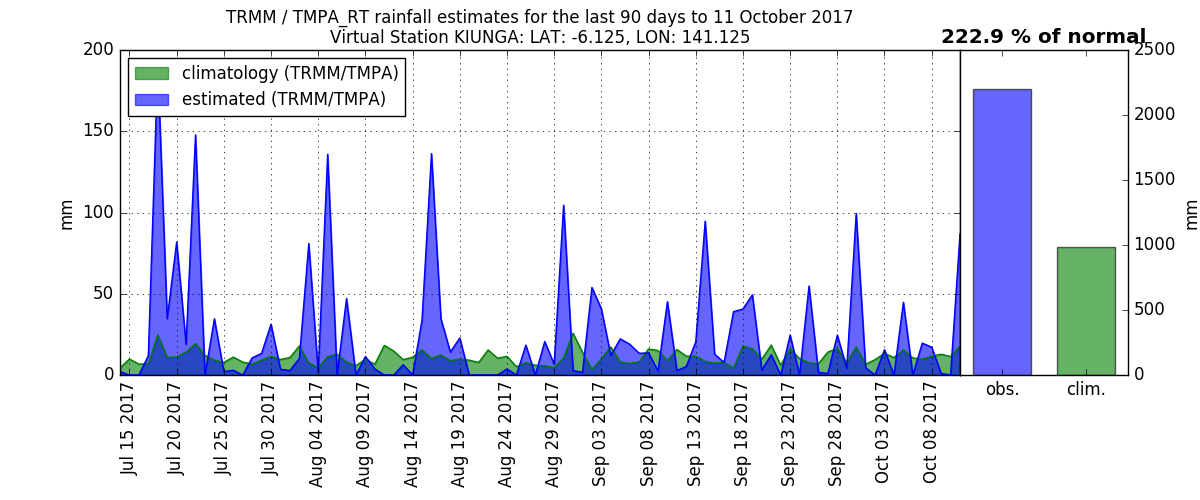 TRMM / TMPA_RT rainfall estimates for the last 90 days to 11 October 2017
Virtual Station KIUNGA: LAT: -6.125, LON: 141.125
222.9 % of normal
climatology (TRMM/TMPA)
estimated (TRMM/TMPA)
200
150
100
50
0
mm
2500
2000
1500
1000
500
0
mm
Jul 15 2017
Jul 20 2017
Jul 25 2017
Jul 30 2017
Aug 04 2017
Aug 09 2017
Aug 14 2017
Aug 19 2017
Aug 24 2017
Aug 29 2017
Sep 03 2017
Sep 08 2017
Sep 13 2017
Sep 18 2017
Sep 23 2017
Sep 28 2017
Oct 03 2017
Oct 08 2017
obs.
clim.